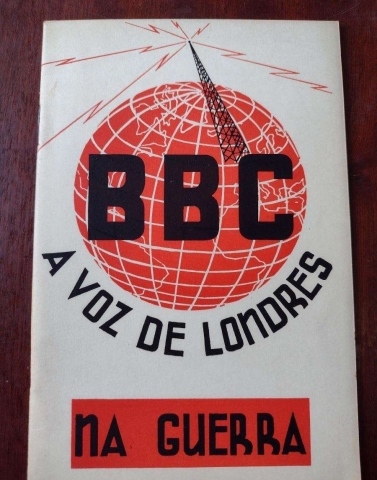 BBC
A VOZ DE LONDRES
NA GUERRA